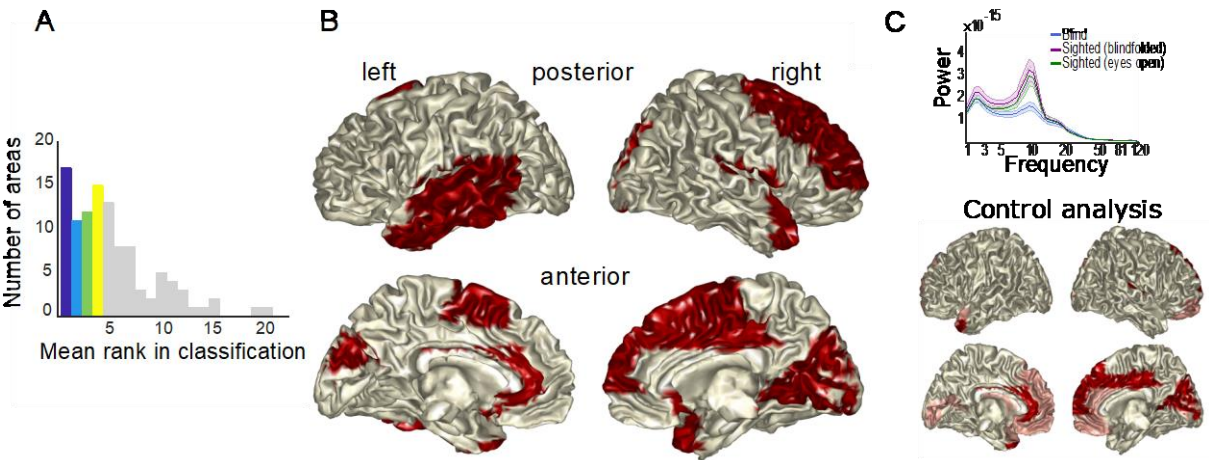 A
B
C
left
posterior
right
anterior
20
15
10
5
0
Number of areas
5
10
15
20
Mean rank in classification
x10 -15
Blind
Sighted (blindfolded)
Sighted (eyes open)
4
3
2
1
Power
1 3 5 10 20 50 81 120
Frequency
Control analysis